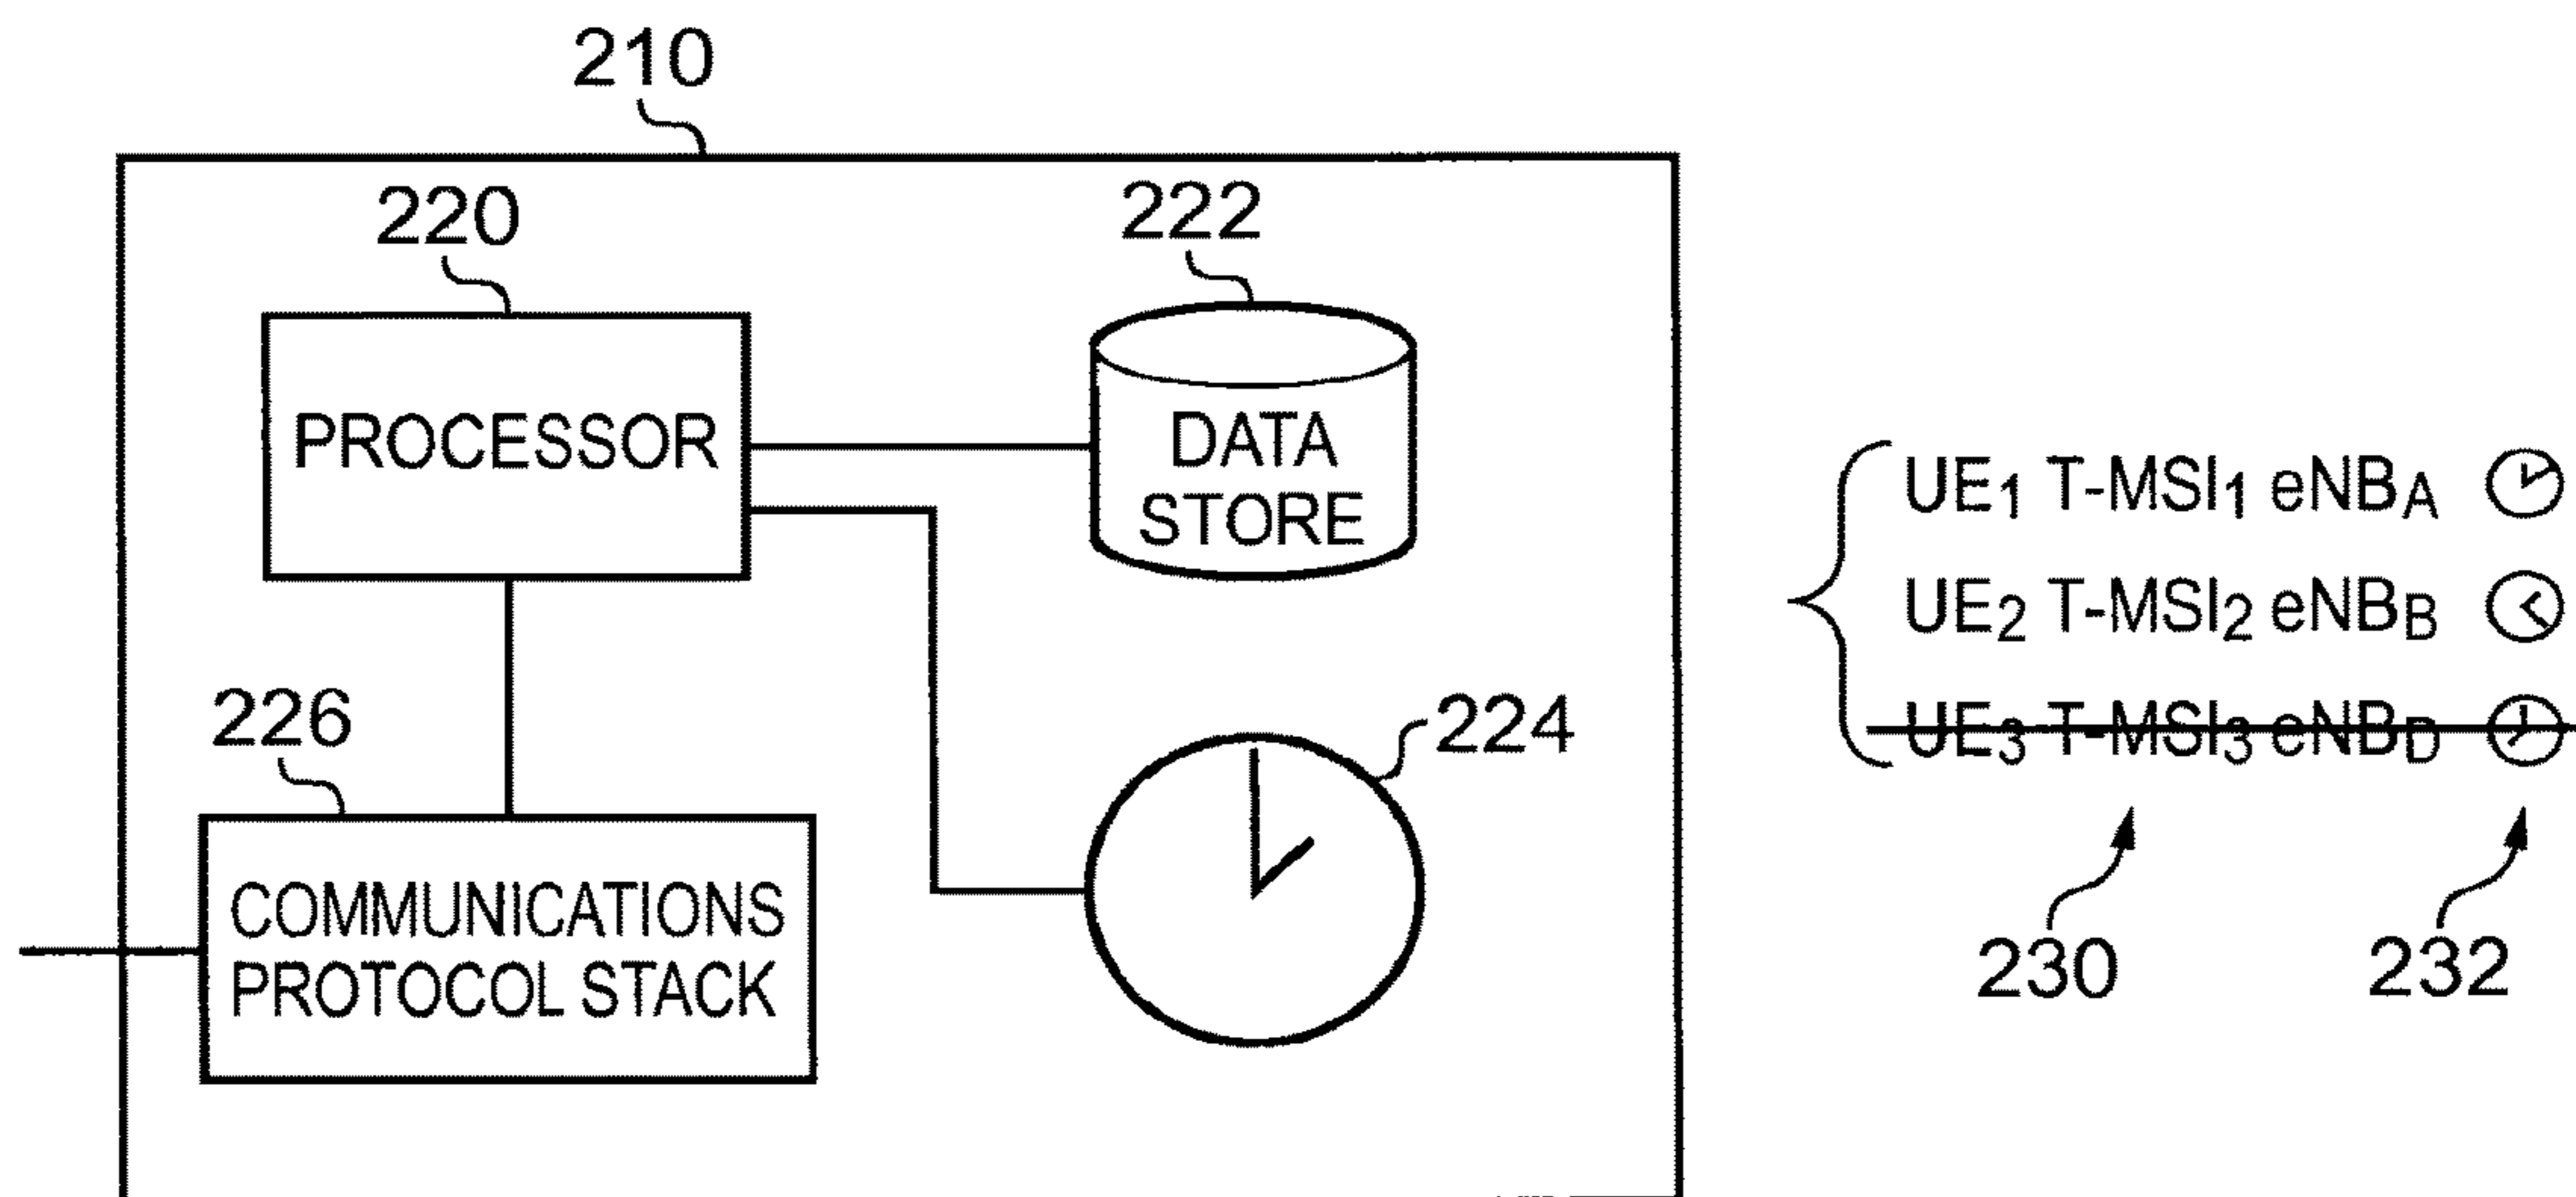 210
220
222
PROCESSOR
DATA
STORE
UE1 T-MSI1 eNBA
UE2 T-MSI2 eNBB
UE3 T-MSI3 eNBD
226
224
COMMUNICATIONS
PROTOCOL STACK
230
232